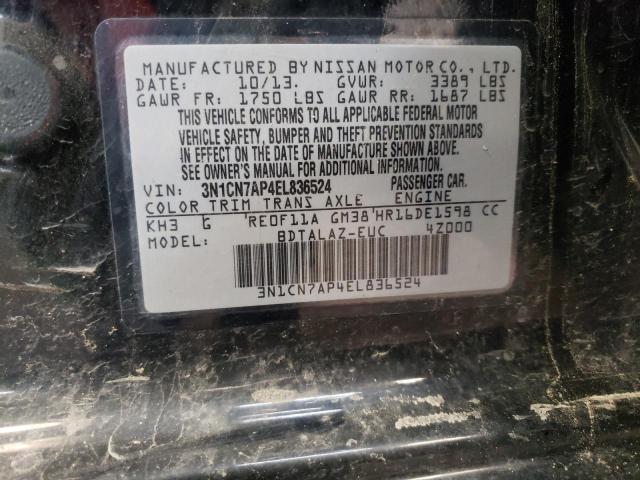 MANUFACTURED BY NISSAN MOTOR CO., LTD.
DATE: 10/13. GVWR: 3389 LBS
GAWR FR: 1750 LBS GAWR RR: 1687 LBS
THIS VEHICLE CONFORMS TO ALL APPLICABLE FEDERAL MOTOR
VEHICLE SAFETY, BUMPER AND THEFT PREVENTION STANDARDS
IN EFFECT ON THE DATE OF MANUFACTURE SHOWN ABOVE.
SEE OWNER'S MANUAL FOR ADDITIONAL INFORMATION.
VIN: 3N1CN7AP4EL836524 PASSENGER CAR.
COLOR TRIM TRANS AXLE ENGINE
KH3 G 'RE0F11A GM38'HR16DE1598 CC
MODEL: BDTALAZ-EUC 4Z000
3N1CN7AP4EL836524